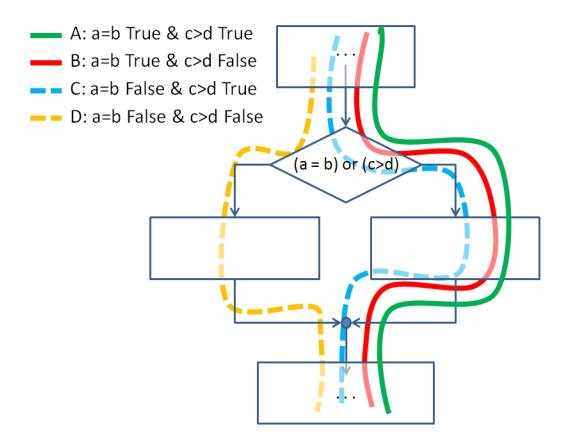 A: a=b True & c>d True
B: a=b True & c>d False
C: a=b False & c>d True
D: a=b False & c>d False
...
(a = b) or (c>d)
...